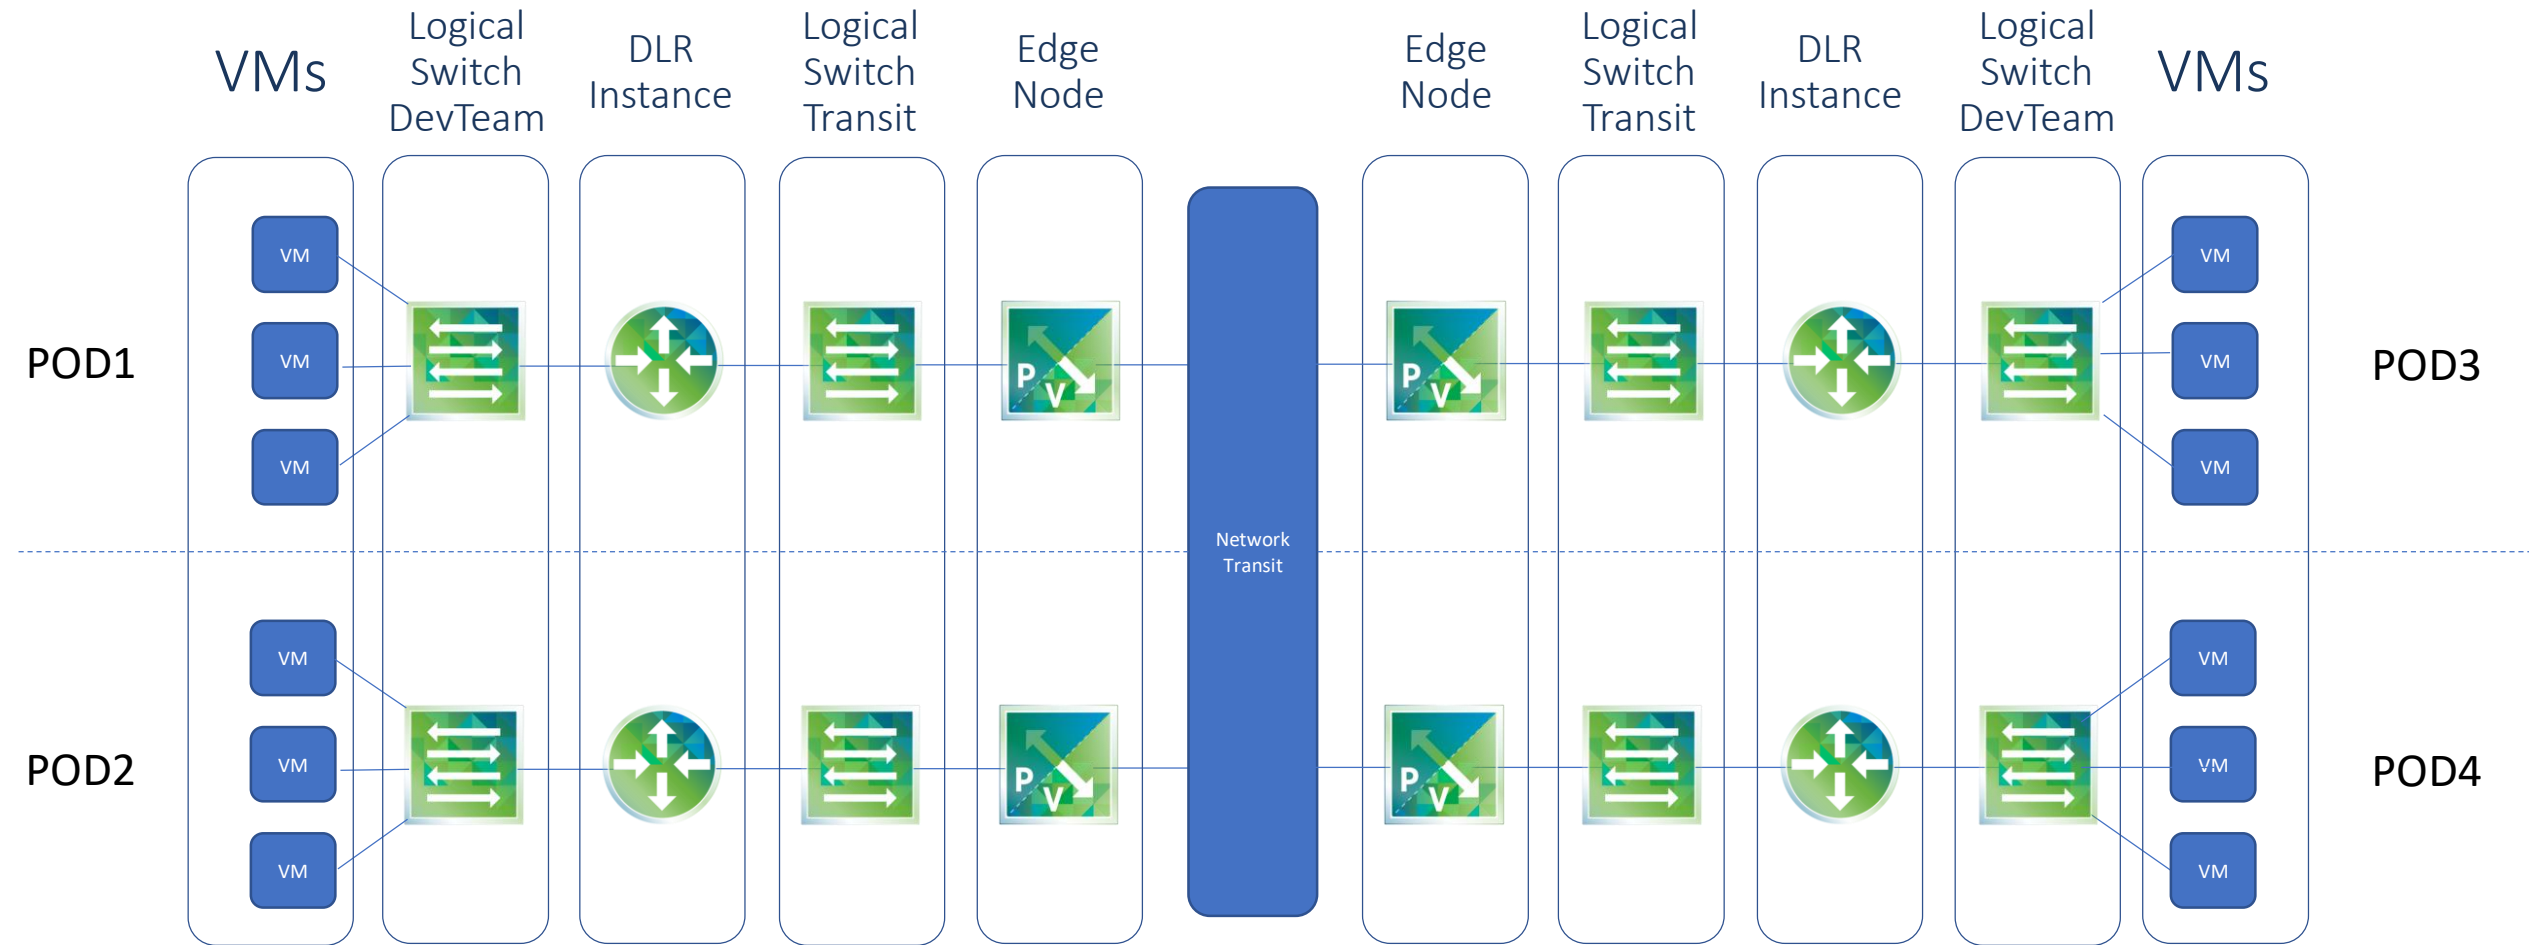 VMs
Logical
Switch
DevTeam
DLR
Instance
Logical
Switch
Transit
Edge
Node
Edge
Node
Logical
Switch
Transit
DLR
Instance
Logical
Switch
DevTeam
VMs
POD1
VM
VM
VM
P
V
Network
Transit
P
V
VM
VM
VM
POD3
POD2
VM
VM
VM
P
V
P
V
VM
VM
VM
POD4